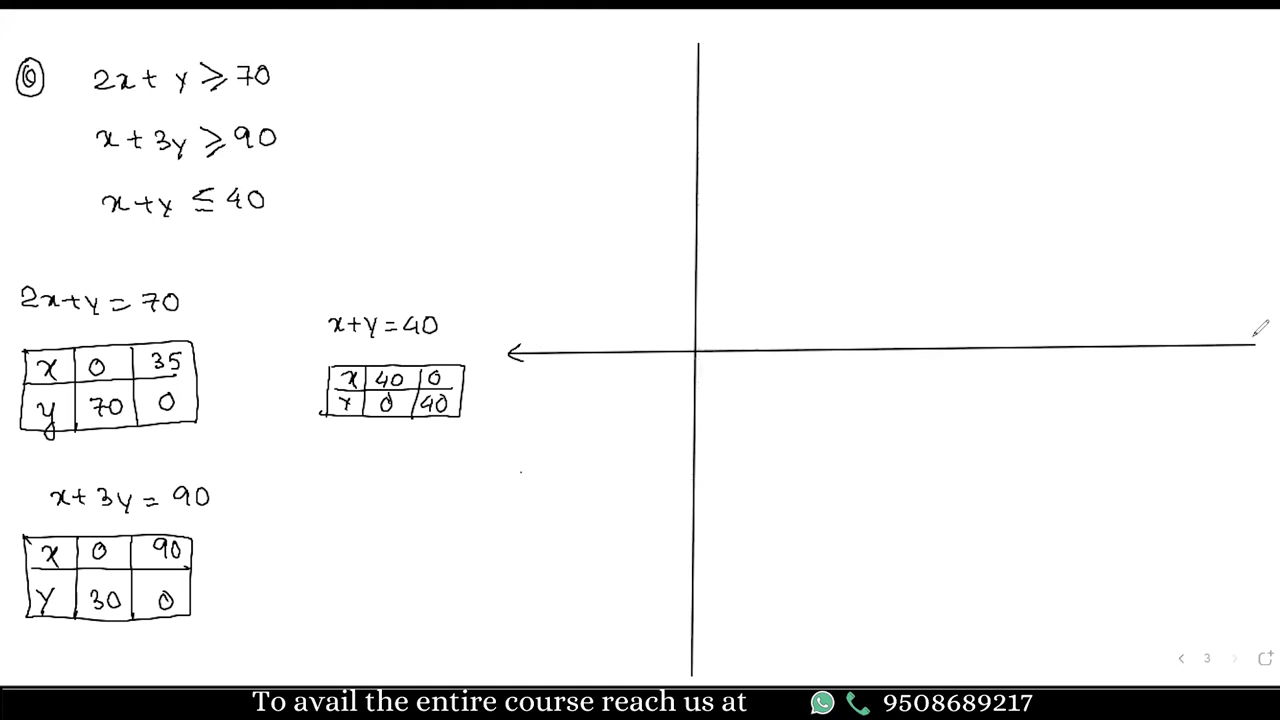 Q 2x + y ⩾ 70
x + 3y ⩾ 90
x + y ≤ 40
2x + y = 70
x 0 35
y 70 0
x + y = 40
x 40 0
y 0 40
x + 3y = 90
x 0 90
y 30 0
3
To avail the entire course reach us at 9508689217